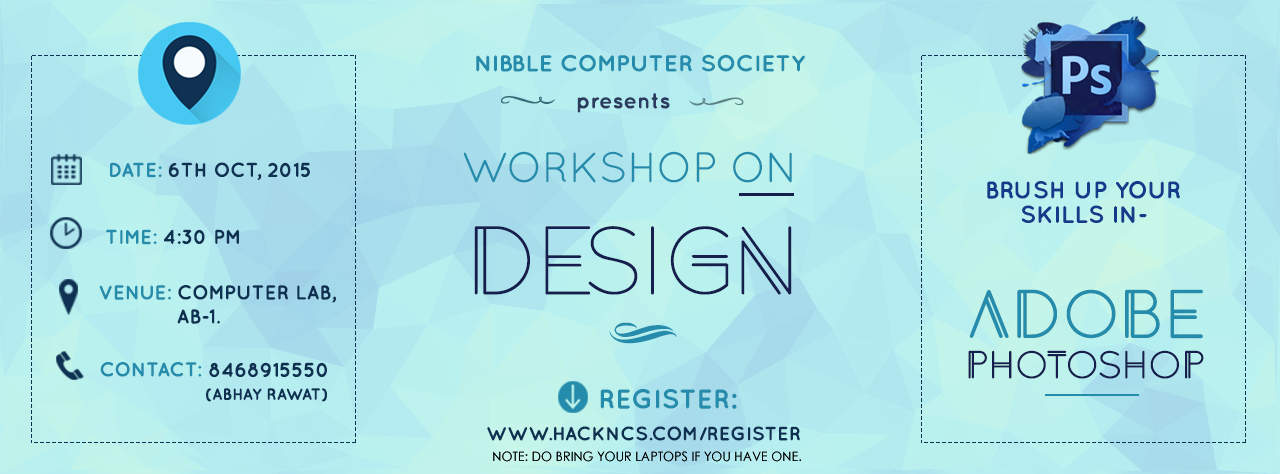 DATE: 6TH OCT, 2015
TIME: 4:30 PM
VENUE: COMPUTER LAB,
AB-1.
CONTACT: 8468915550
(ABHAY RAWAT)
NIBBLE COMPUTER SOCIETY
presents
WORKSHOP ON
DESIGN
REGISTER:
WWW.HACKNCS.COM/REGISTER
NOTE: DO BRING YOUR LAPTOPS IF YOU HAVE ONE.
Ps
BRUSH UP YOUR
SKILLS IN-
ADOBE
PHOTOSHOP